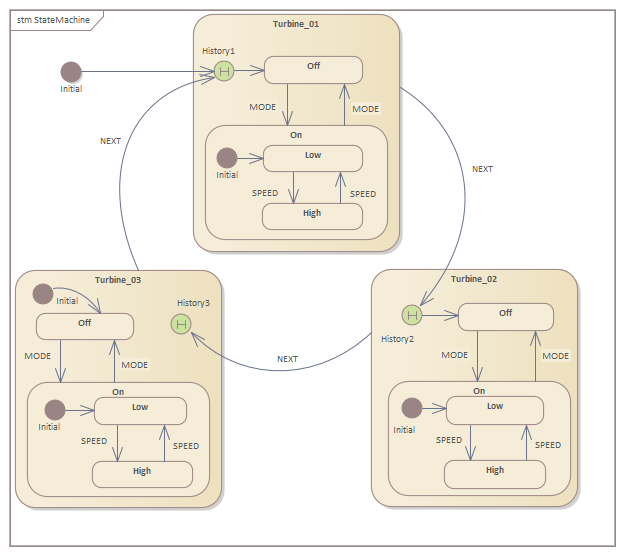 stm StateMachine
Turbine_01
History1
H
Off
Initial
MODE
MODE
On
Low
Initial
SPEED
SPEED
High
NEXT
NEXT
Turbine_03
Initial
History3
H
Off
MODE
MODE
On
Low
Initial
SPEED
SPEED
High
NEXT
Turbine_02
H
History2
Off
MODE
MODE
On
Low
Initial
SPEED
SPEED
High